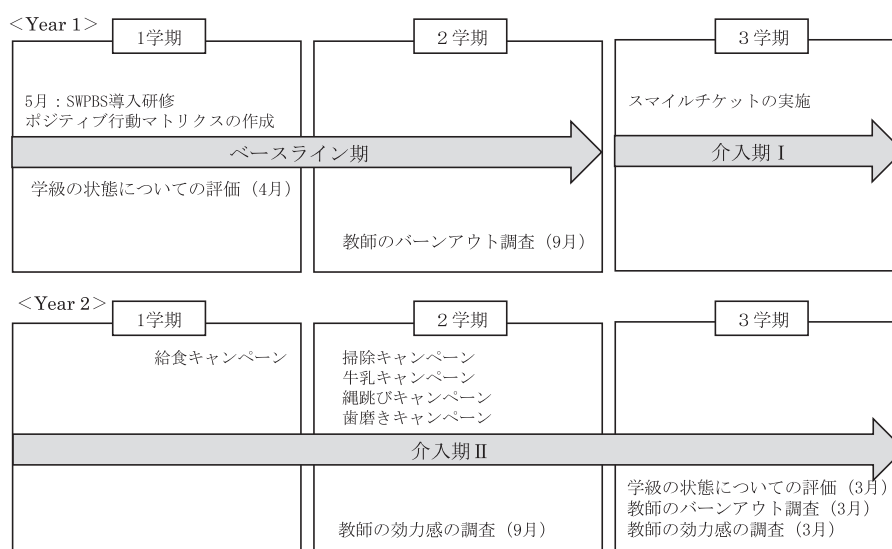 <Year 1>
1学期
2学期
3学期
5月：SWPBS導入研修
ポジティブ行動マトリクスの作成
スマイルチケットの実施
ベースライン期
介入期Ⅰ
学級の状態についての評価（4月）
教師のバーンアウト調査（9月）
<Year 2>
1学期
2学期
3学期
給食キャンペーン
掃除キャンペーン
牛乳キャンペーン
縄跳びキャンペーン
歯磨きキャンペーン
介入期Ⅱ
教師の効力感の調査（9月）
学級の状態についての評価（3月）
教師のバーンアウト調査（3月）
教師の効力感の調査（3月）